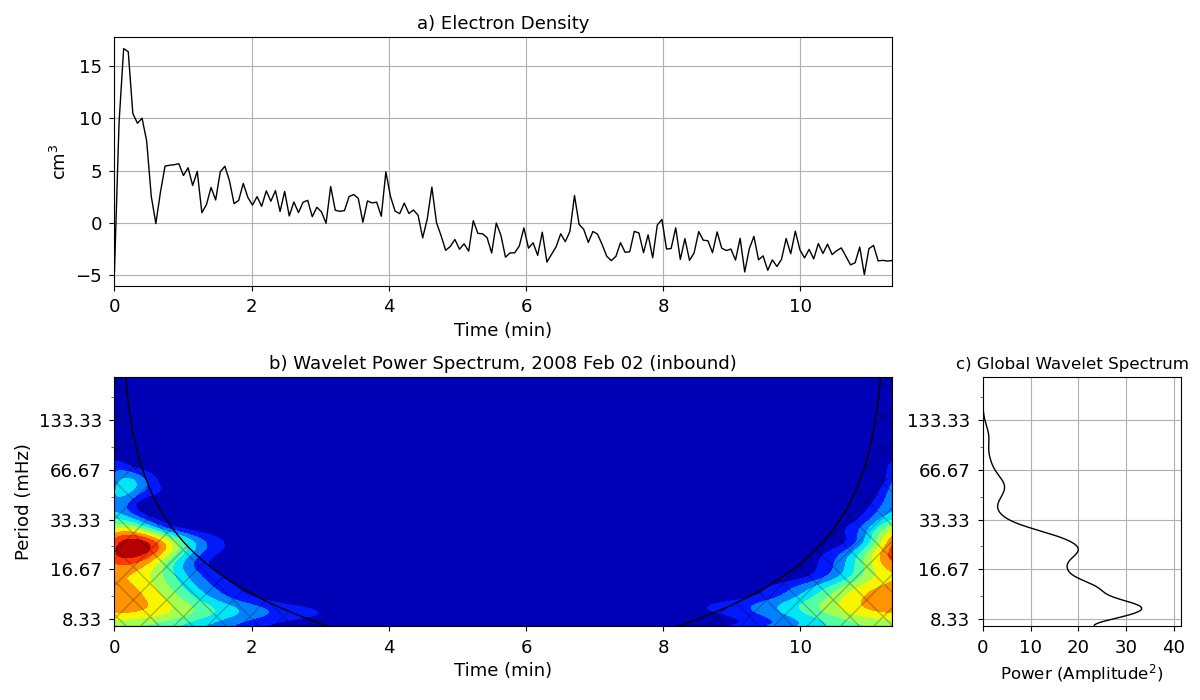 a) Electron Density
15
10
5
0
−5
cm³
0 2 4 6 8 10
Time (min)
b) Wavelet Power Spectrum, 2008 Feb 02 (inbound)
133.33
66.67
33.33
16.67
8.33
Period (mHz)
0 2 4 6 8 10
Time (min)
c) Global Wavelet Spectrum
133.33
66.67
33.33
16.67
8.33
0 10 20 30 40
Power (Amplitude²)